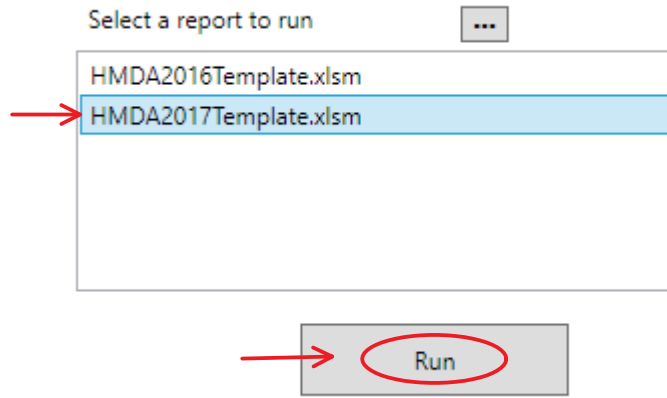 Select a report to run ...
HMDA2016Template.xlsm
HMDA2017Template.xlsm
Run